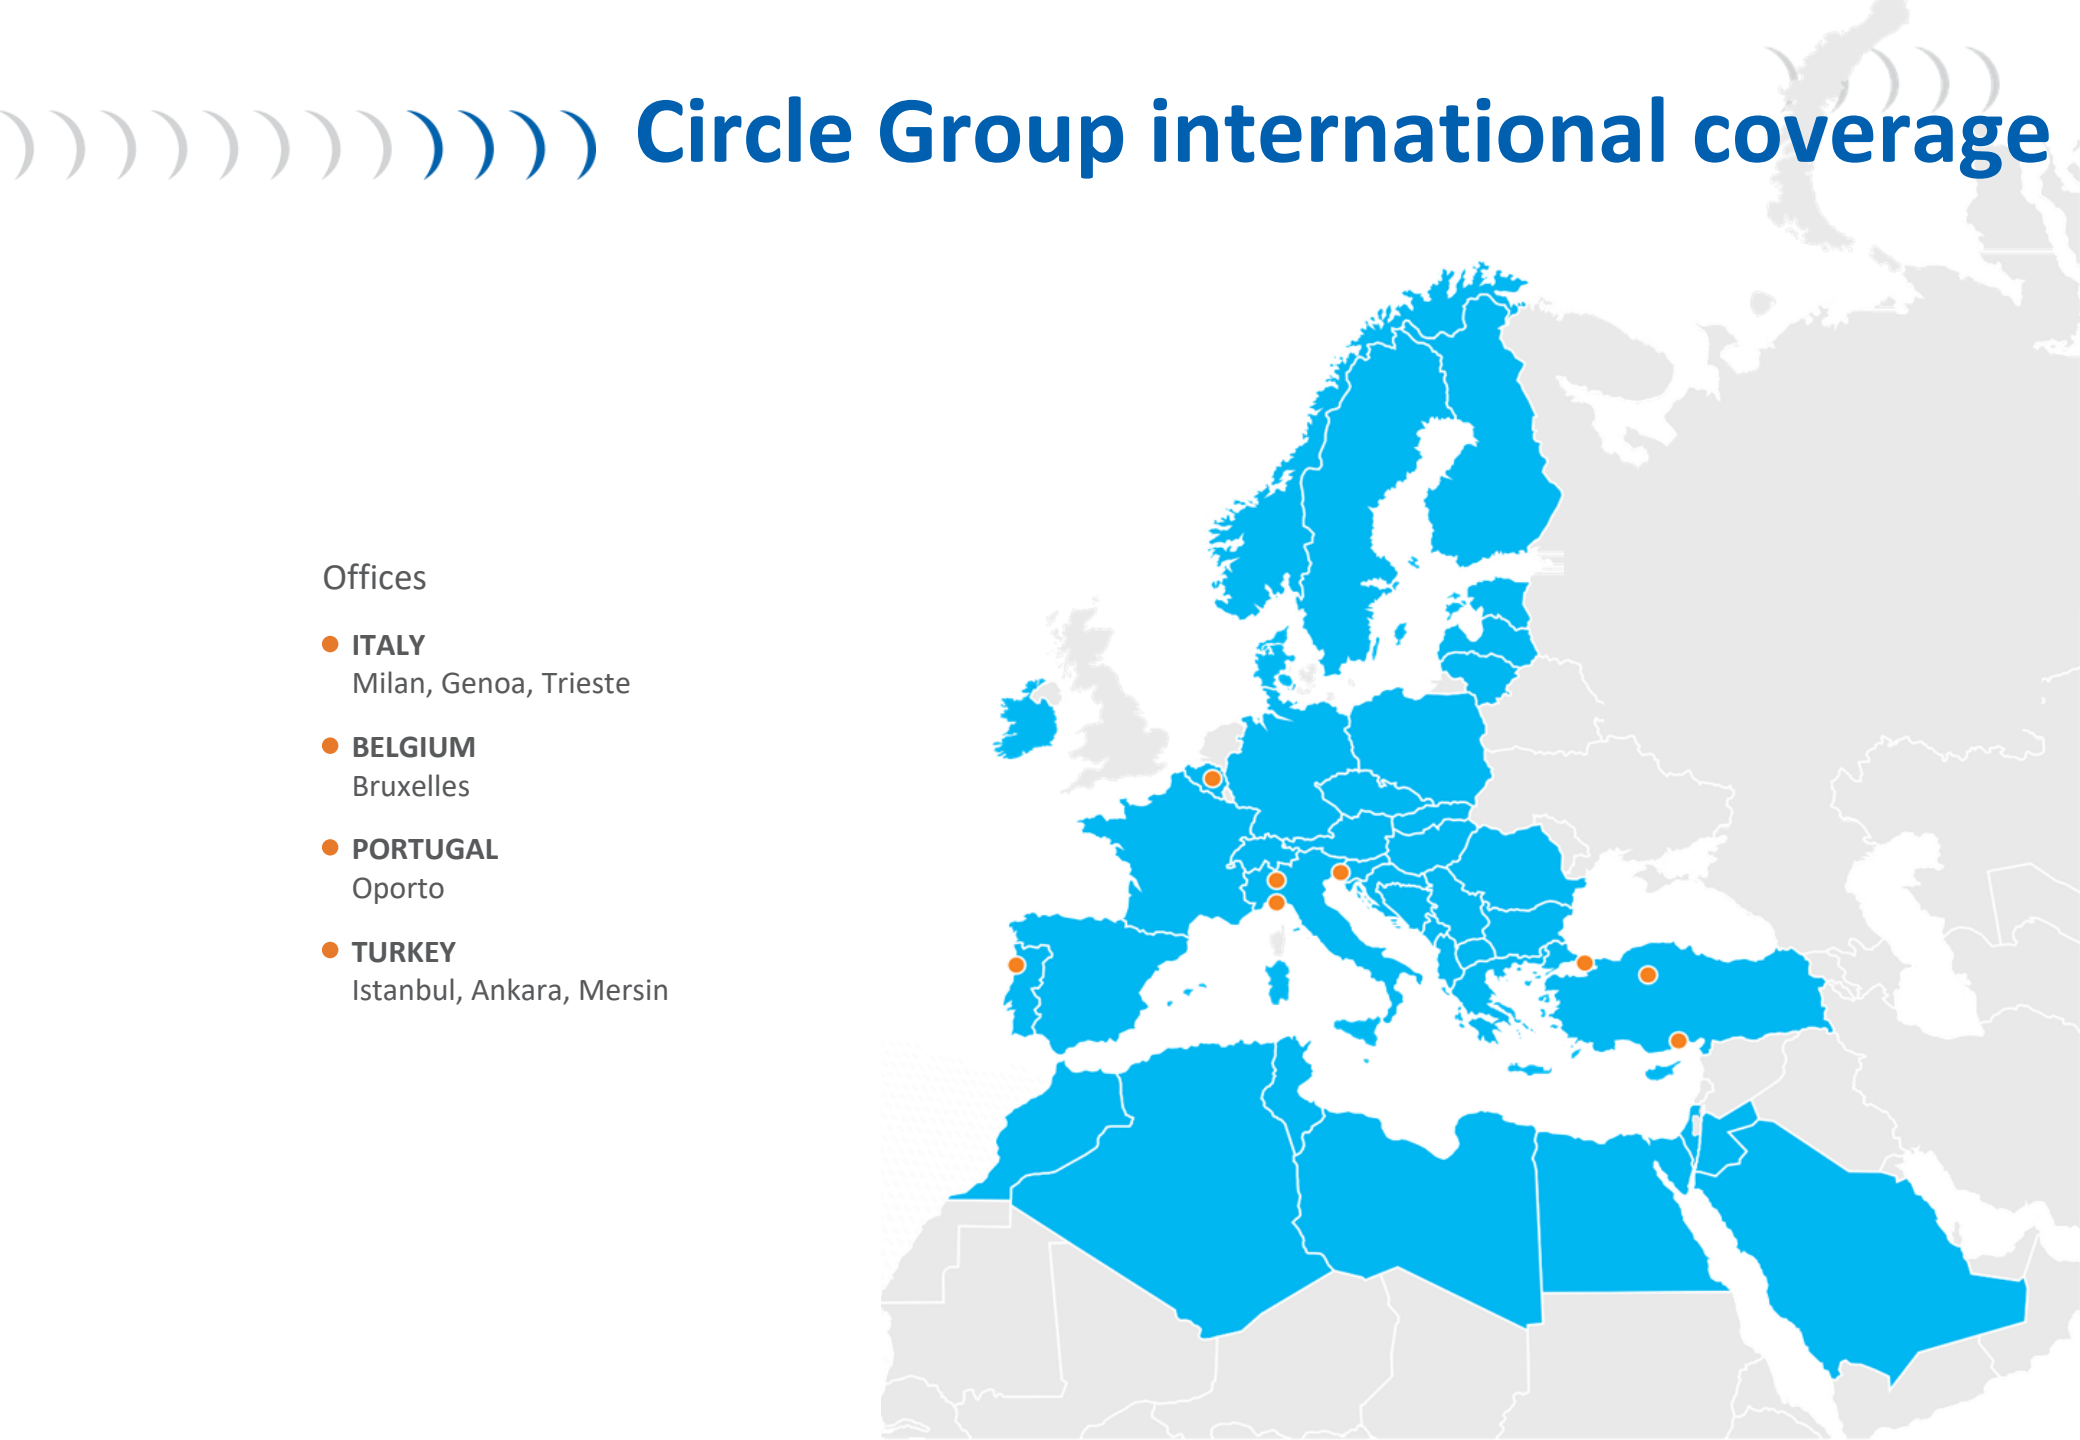 Circle Group international coverage
Offices
ITALY
Milan, Genoa, Trieste
BELGIUM
Bruxelles
PORTUGAL
Oporto
TURKEY
Istanbul, Ankara, Mersin